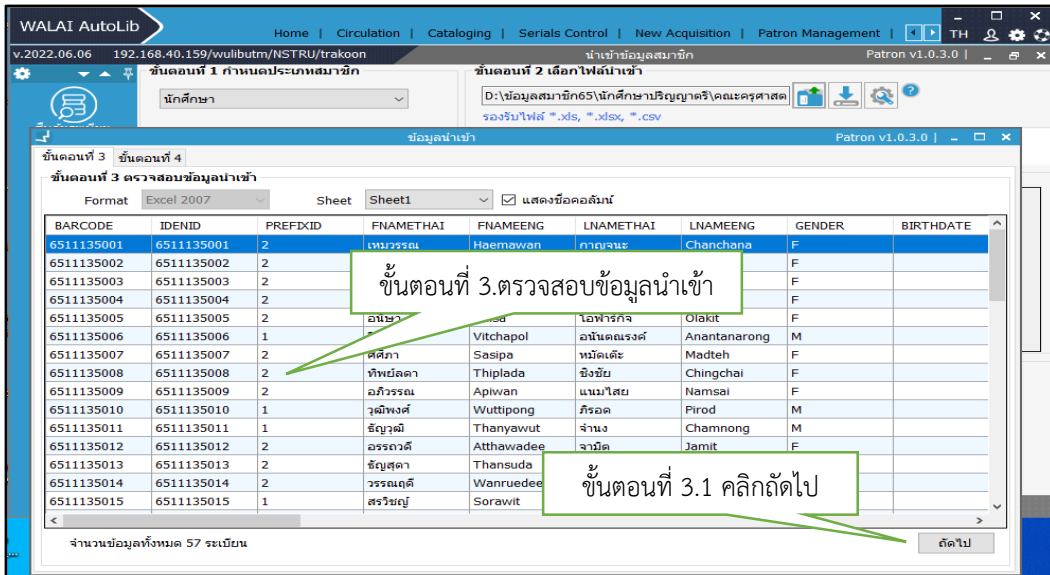 WALAI AutoLib
Home | Circulation | Cataloging | Serials Control | New Acquisition | Patron Management | TH
v.2022.06.06 192.168.40.159/wulibutm/NSTRU/trakoon นำเข้าข้อมูลสมาชิก Patron v1.0.3.0 |
ขั้นตอนที่ 1 กำหนดประเภทสมาชิก ขั้นตอนที่ 2 เลือกไฟล์นำเข้า
นักศึกษา D:\ข้อมูลสมาชิก65\นักศึกษาปริญญาตรี\คณะครุศาสต
รองรับไฟล์ *.xls, *.xlsx, *.csv
ข้อมูลนำเข้า Patron v1.0.3.0 |
ขั้นตอนที่ 3 ขั้นตอนที่ 4
ขั้นตอนที่ 3 ตรวจสอบข้อมูลนำเข้า
Format Excel 2007 Sheet Sheet1 แสดงชื่อคอลัมน์
BARCODE IDENID PREFIXID FNAMETHAI FNAMEENG LNAMETHAI LNAMEENG GENDER BIRTHDATE
6511135001 6511135001 2 เหมวรรณ Haemawan กาญจนะ Chanchana F
6511135002 6511135002 2 F
6511135003 6511135003 2 F
ขั้นตอนที่ 3.ตรวจสอบข้อมูลนำเข้า
6511135004 6511135004 2 F
6511135005 6511135005 2 อนิษา โอฬาร์กิจ Olakit F
6511135006 6511135006 1 Vitchapol อนันตณรงค์ Anantanarong M
6511135007 6511135007 2 ศศิภา Sasipa หมัดเต๊ะ Madteh F
6511135008 6511135008 2 ทิพย์ลดา Thiplada ชิงชัย Chingchai F
6511135009 6511135009 2 อภิวรรณ Apiwan แนมไสย Namsai F
6511135010 6511135010 1 วุฒิพงศ์ Wuttipong ภิรอด Pirod M
6511135011 6511135011 1 ธัญวุฒิ Thanyawut จำนง Chamnong M
6511135012 6511135012 2 อรรถวดี Atthawadee จามิต Jamit F
6511135013 6511135013 2 ธัญสุดา Thansuda
6511135014 6511135014 2 วรรณฤดี Wanruedee
ขั้นตอนที่ 3.1 คลิกถัดไป
6511135015 6511135015 1 สรวิชญ์ Sorawit
จำนวนข้อมูลทั้งหมด 57 ระเบียน ถัดไป